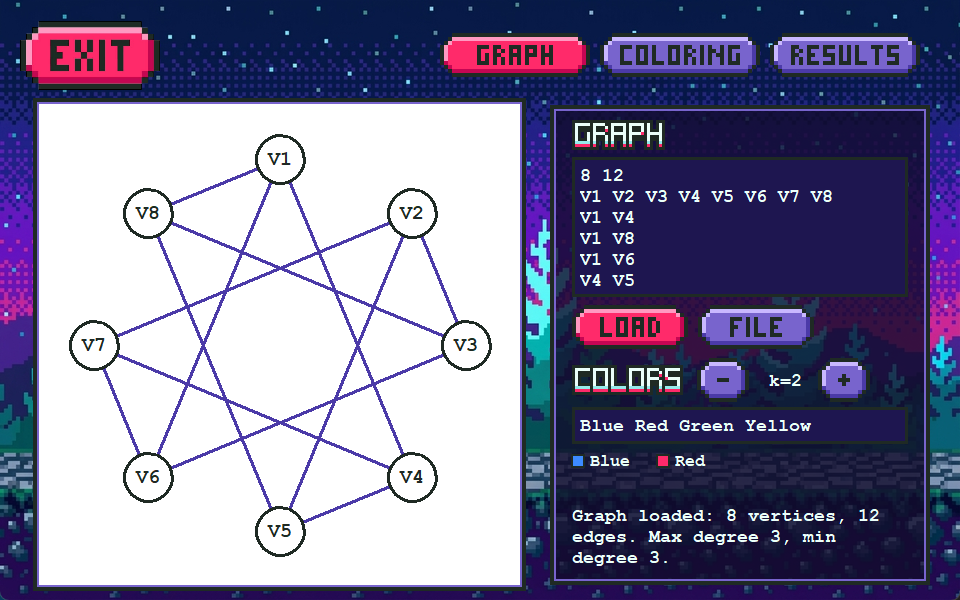 EXIT
GRAPH
COLORING
RESULTS
V1
V8
V2
V7
V3
V6
V4
V5
GRAPH
8 12
V1 V2 V3 V4 V5 V6 V7 V8
V1 V4
V1 V8
V1 V6
V4 V5
LOAD
FILE
COLORS
-
k=2
+
Blue Red Green Yellow
Blue
Red
Graph loaded: 8 vertices, 12
edges. Max degree 3, min
degree 3.